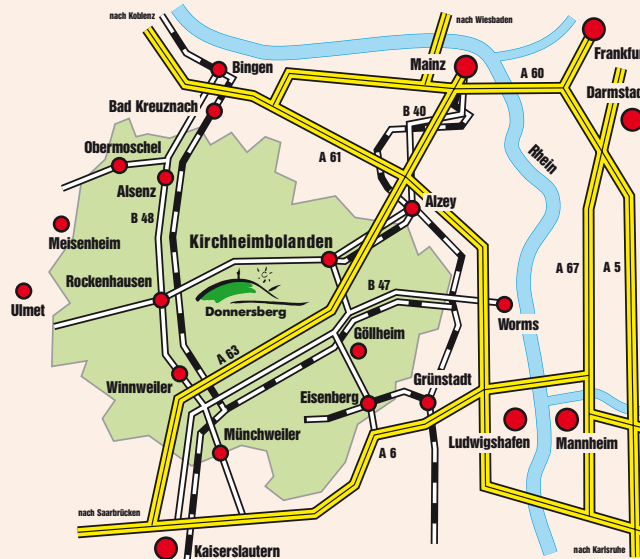 nach Koblenz
nach Wiesbaden
Frankfur
Mainz
Bingen
A 60
Darmstad
Bad Kreuznach
B 40
Obermoschel
A 61
Rhein
Alsenz
Alzey
B 48
Meisenheim
Kirchheimbolanden
A 67
A 5
Rockenhausen
B 47
Ulmet
Donnersberg
Worms
Göllheim
A 63
Winnweiler
Grünstadt
Eisenberg
Münchweiler
Ludwigshafen
Mannheim
A 6
nach Saarbrücken
Kaiserslautern
nach Karlsruhe